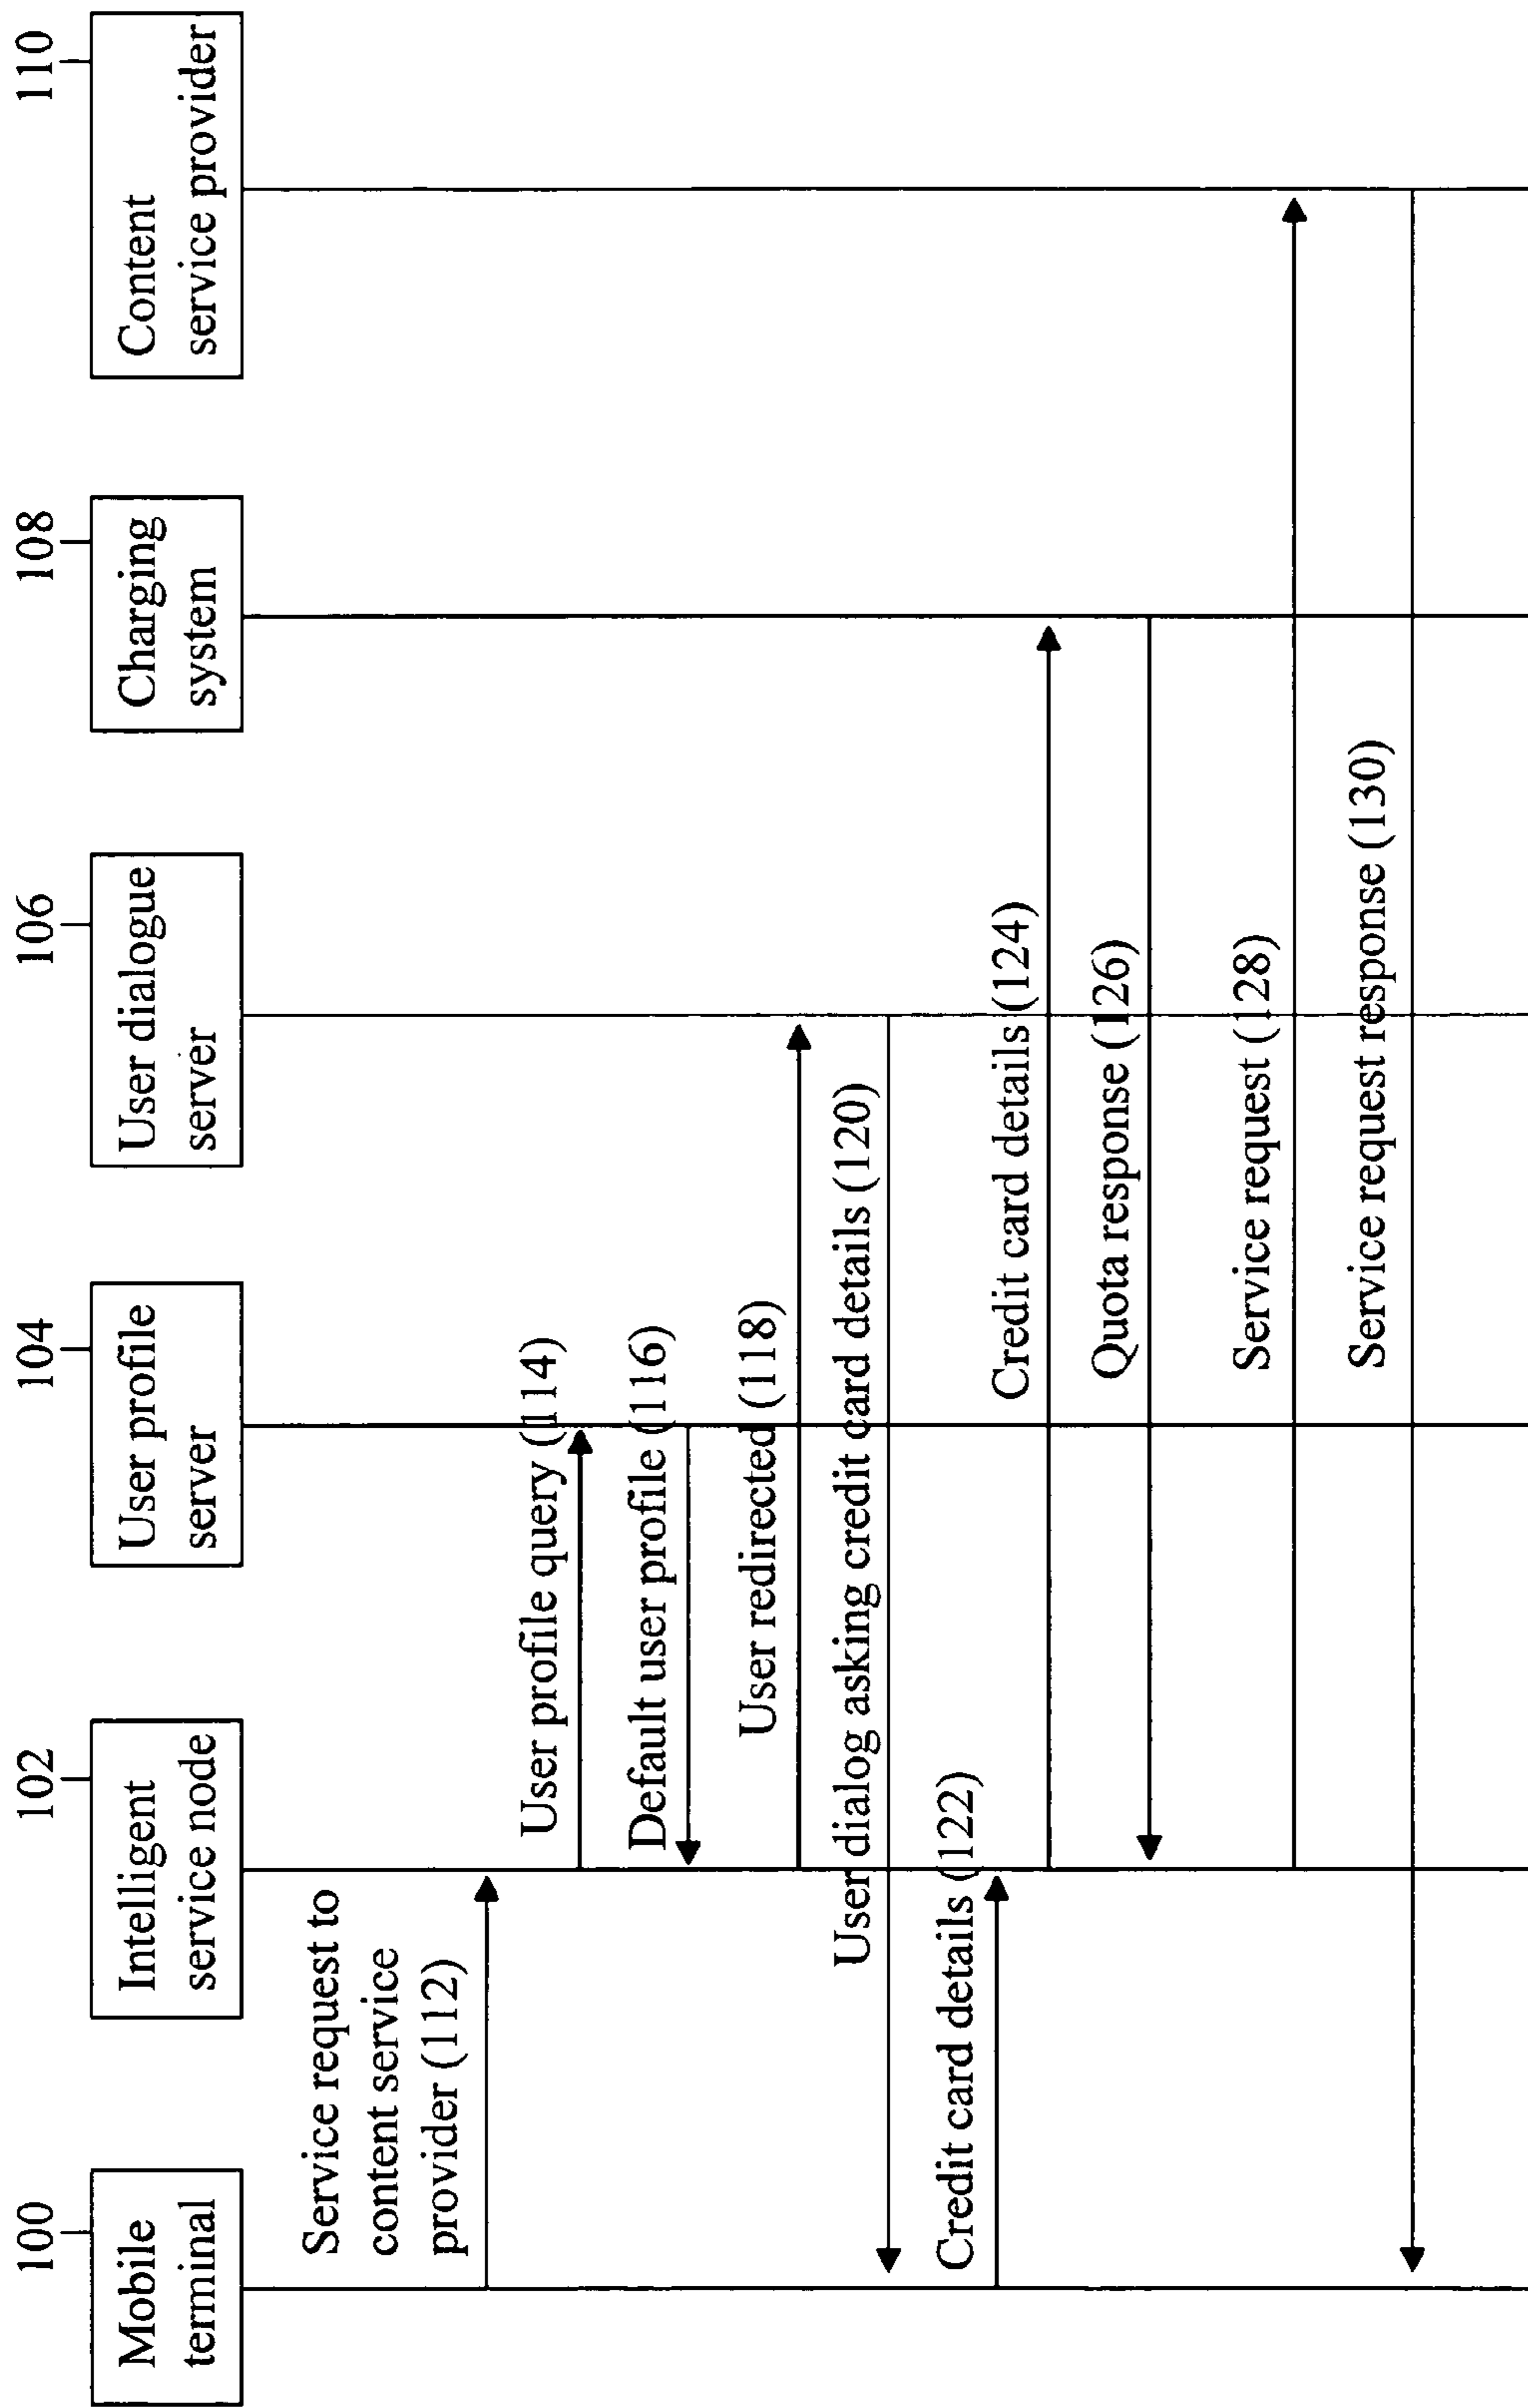 100
102
104
106
108
110
Mobile
terminal
Intelligent
service node
User profile
server
User dialogue
server
Charging
system
Content
service provider
Service request to
content service
provider (112)
User profile query (114)
Default user profile (116)
User redirected (118)
User dialog asking credit card details (120)
Credit card details (122)
Credit card details (124)
Quota response (126)
Service request (128)
Service request response (130)